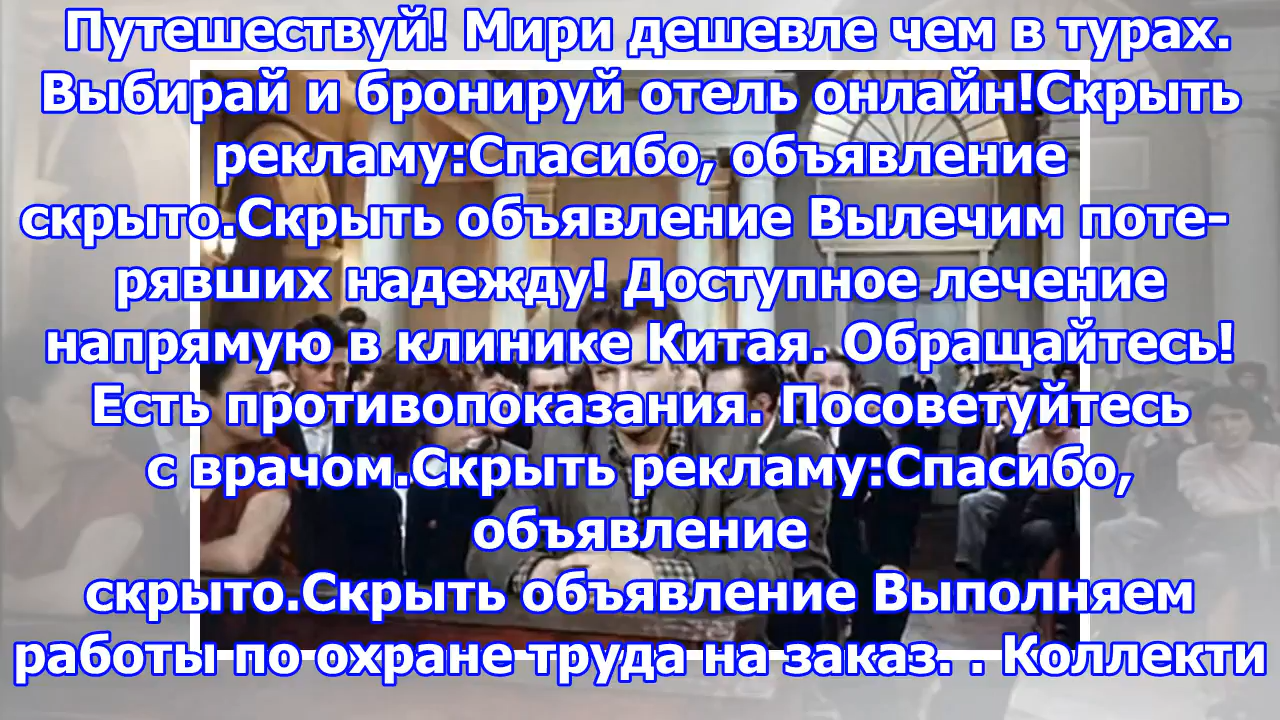 Путешествуй! Мири дешевле чем в турах.
Выбирай и бронируй отель онлайн!Скрыть
рекламу:Спасибо, объявление
скрыто.Скрыть объявление Вылечим поте-
рявших надежду! Доступное лечение
напрямую в клинике Китая. Обращайтесь!
Есть противопоказания. Посоветуйтесь
с врачом.Скрыть рекламу:Спасибо,
объявление
скрыто.Скрыть объявление Выполняем
работы по охране труда на заказ. . Коллекти